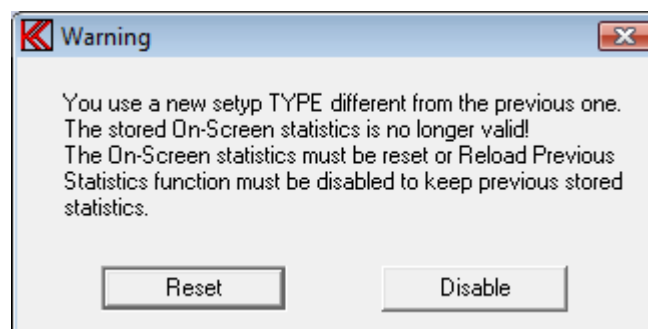 Warning
You use a new setyp TYPE different from the previous one.
The stored On-Screen statistics is no longer valid!
The On-Screen statistics must be reset or Reload Previous
Statistics function must be disabled to keep previous stored
statistics.
Reset
Disable